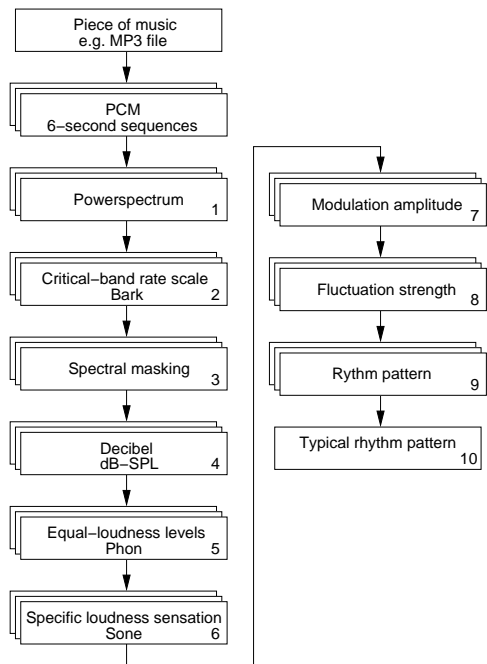 Piece of music
e.g. MP3 file
PCM
6−second sequences
Powerspectrum
1
Critical−band rate scale
Bark
2
Spectral masking
3
Decibel
dB−SPL
4
Equal−loudness levels
Phon
5
Specific loudness sensation
Sone
6
Modulation amplitude
7
Fluctuation strength
8
Rythm pattern
9
Typical rhythm pattern
10